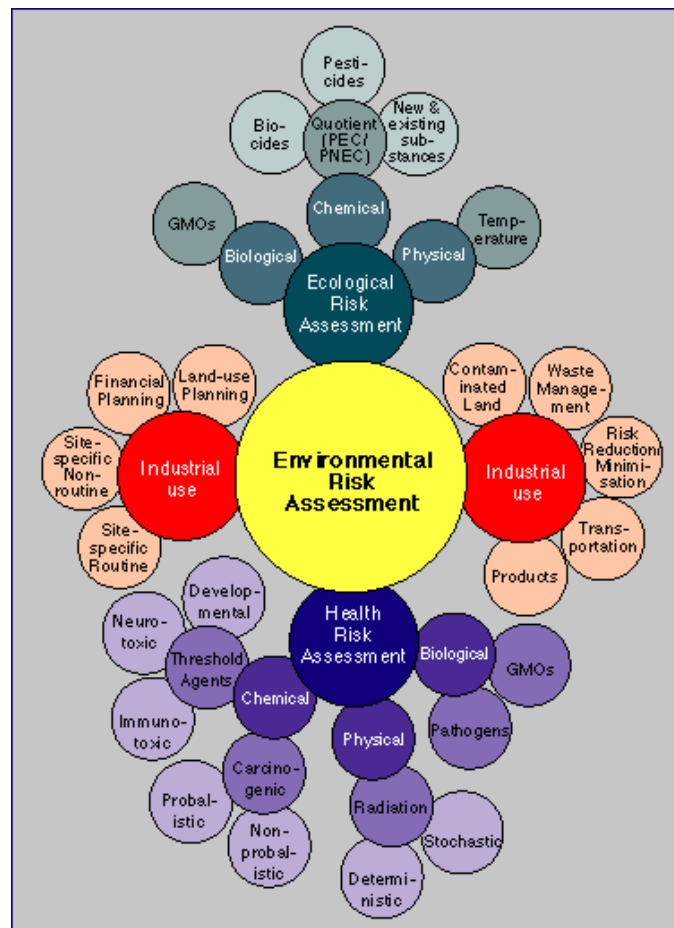 Pesti-
cides
Bio-
cides
Quotient
(PEC/
PNEC)
New &
existing
sub-
stances
Chemical
GMOs
Biological
Physical
Temp-
erature
Ecological
Risk
Assessment
Financial
Planning
Land-use
Planning
Site-
specific
Non-
routine
Industrial
use
Site-
specific
Routine
Environmental
Risk
Assessment
Contam-
inated
Land
Waste
Manage-
ment
Industrial
use
Risk
Reduction/
Minimi-
sation
Trans-
portation
Products
Health
Risk
Assessment
Develop-
mental
Neuro-
toxic
Threshold
Agents
Immuno-
toxic
Chemical
Carcino-
genic
Probal-
istic
Non-
probal-
istic
Physical
Radiation
Stochastic
Determi-
nistic
Biological
GMOs
Pathogens